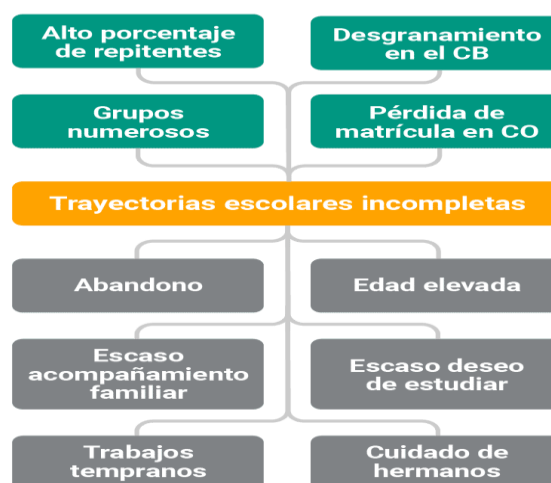 Alto porcentaje
de repitentes
Desgranamiento
en el CB
Grupos
numerosos
Pérdida de
matrícula en CO
Trayectorias escolares incompletas
Abandono
Edad elevada
Escaso
acompañamiento
familiar
Escaso deseo
de estudiar
Trabajos
tempranos
Cuidado de
hermanos